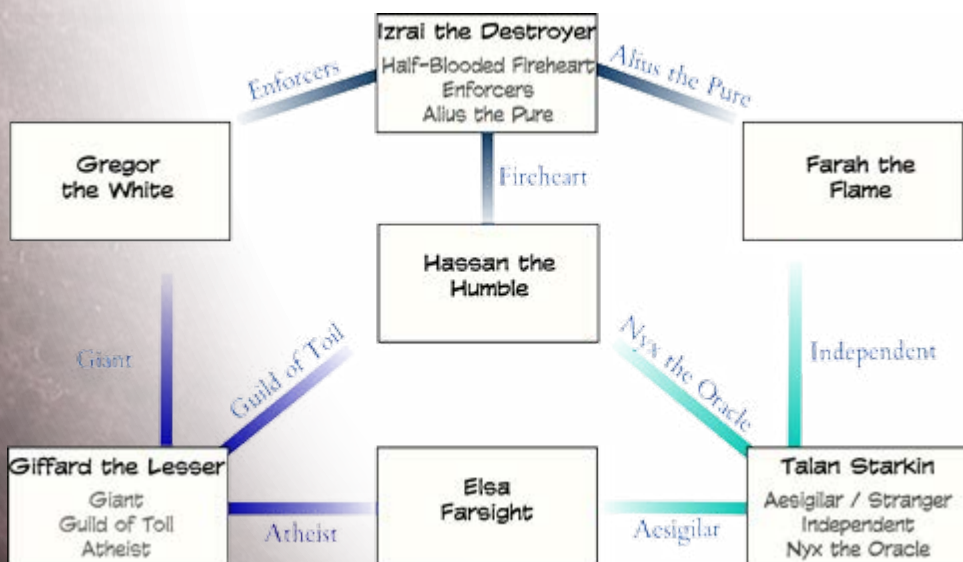 Izrai the Destroyer
Half-Blooded Fireheart
Enforcers
Alius the Pure
Enforcers
Alius the Pure
Gregor
the White
Fireheart
Farah the
Flame
Hassan the
Humble
Giant
Guild of Toil
Nyx the Oracle
Independent
Giffard the Lesser
Giant
Guild of Toll
Atheist
Atheist
Elsa
Farsight
Aesigilar
Talan Starkin
Aesigilar / Stranger
Independent
Nyx the Oracle